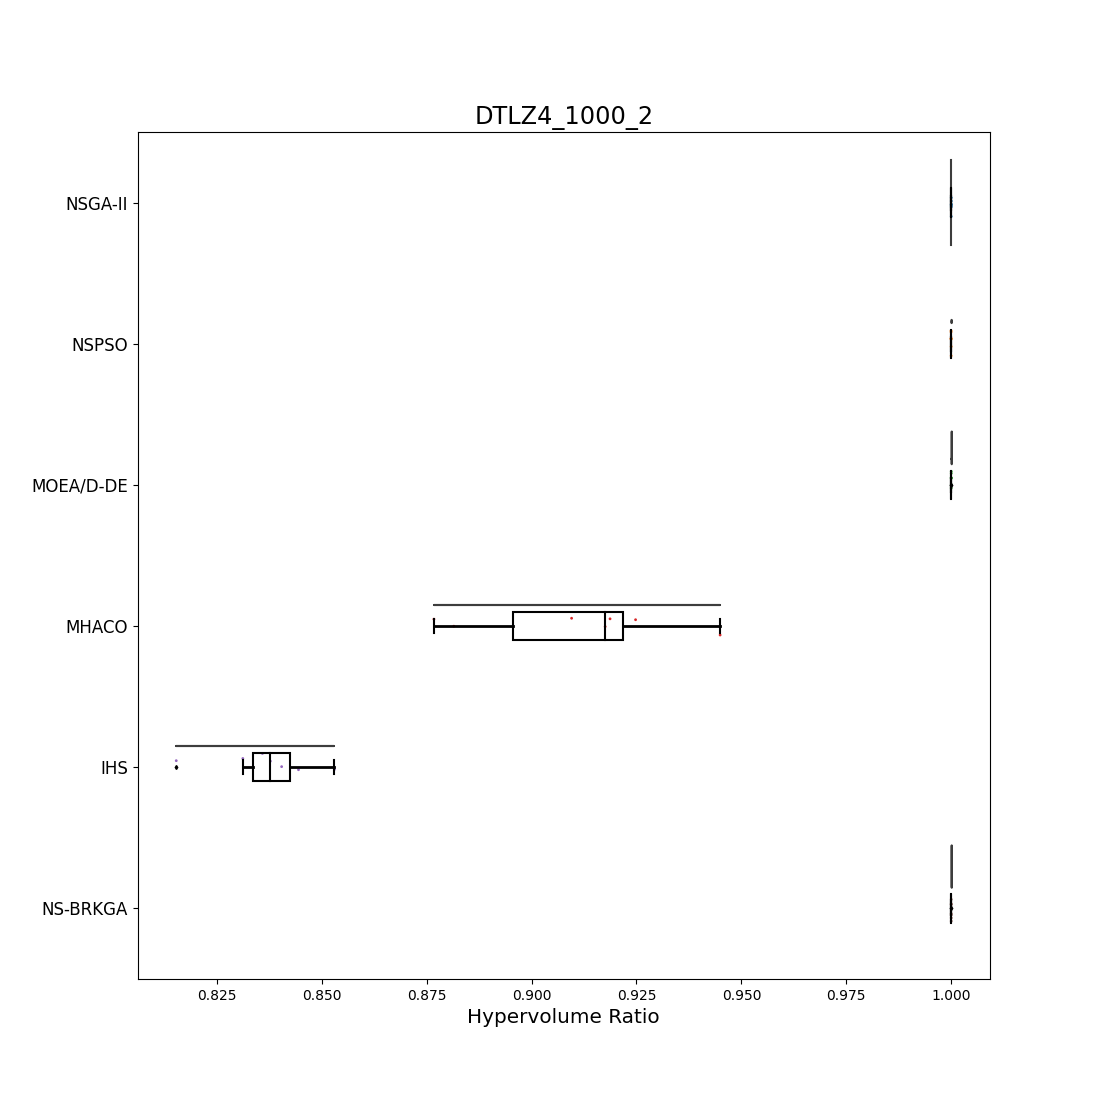 DTLZ4_1000_2
NSGA-II
NSPSO
MOEA/D-DE
MHACO
IHS
NS-BRKGA
0.825 0.850 0.875 0.900 0.925 0.950 0.975 1.000
Hypervolume Ratio